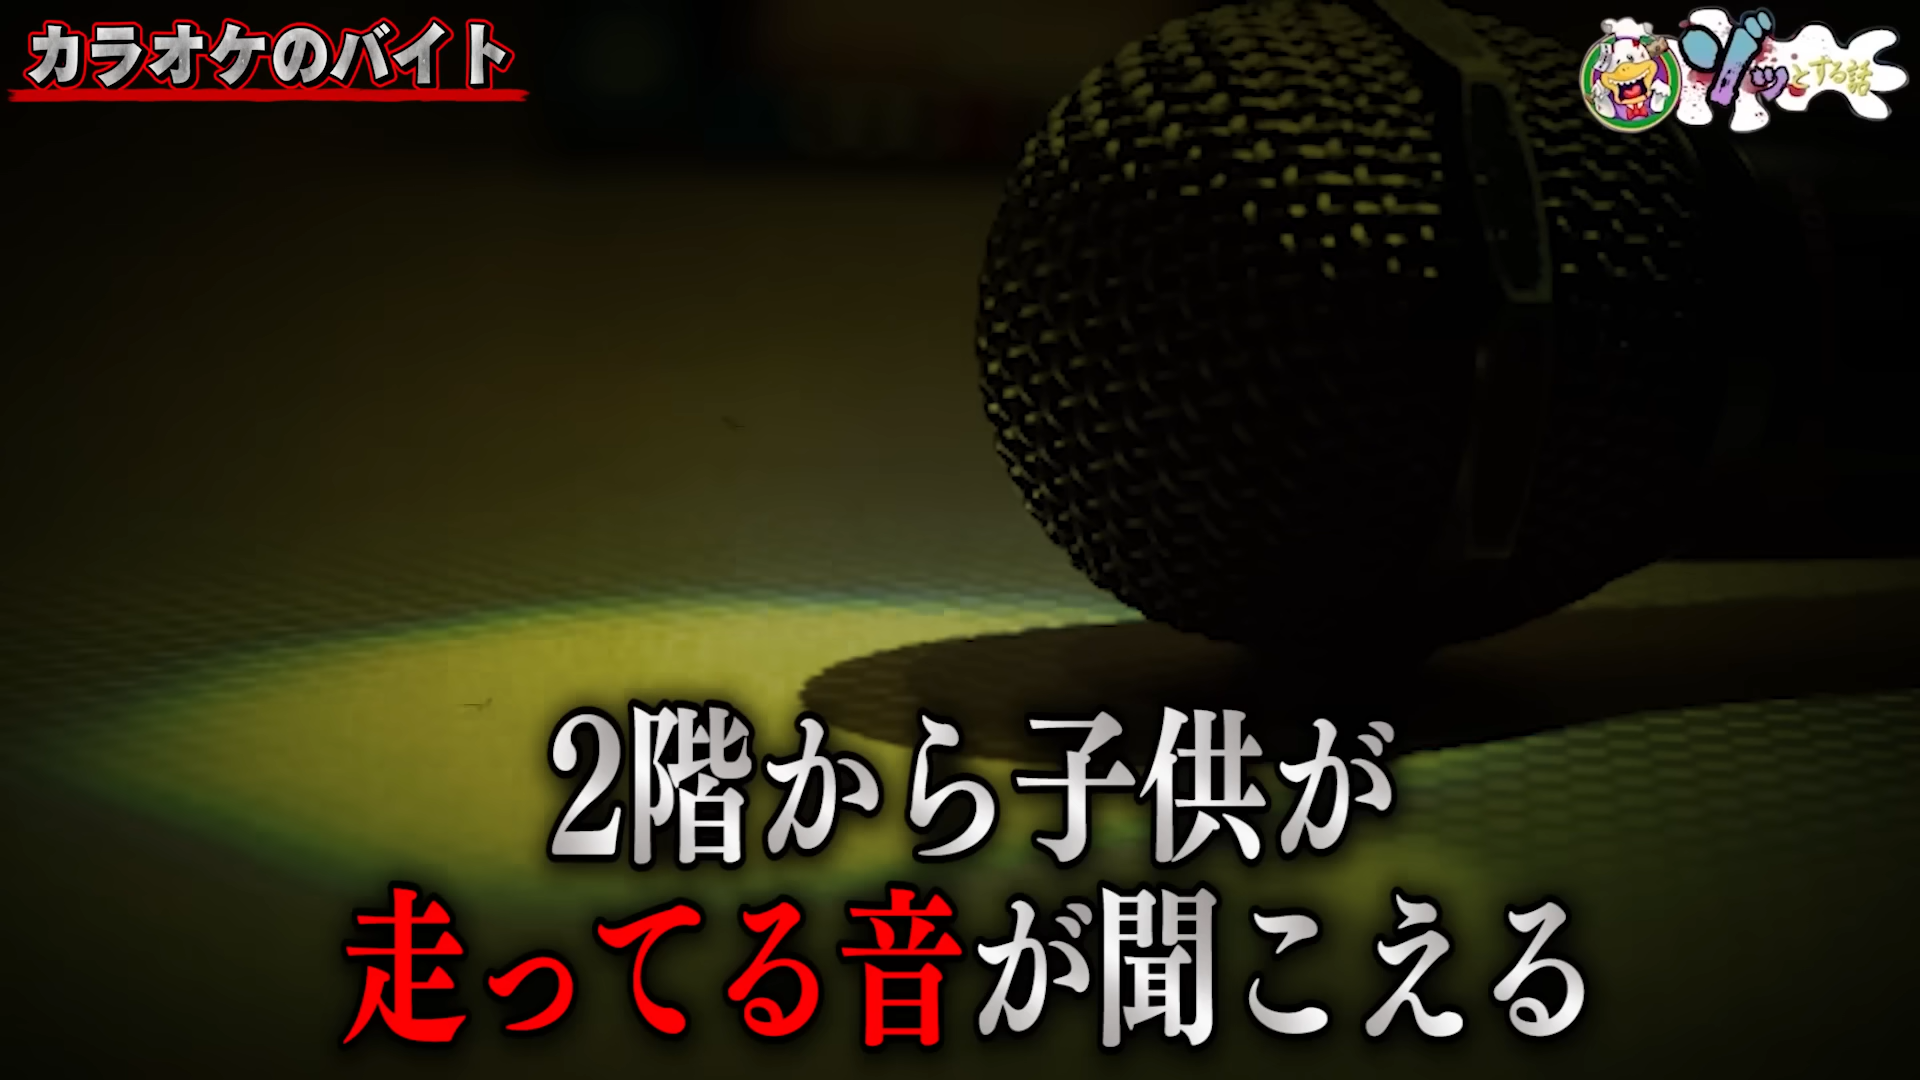 カラオケのバイト
ゾッとする話
2階から子供が
走ってる音が聞こえる